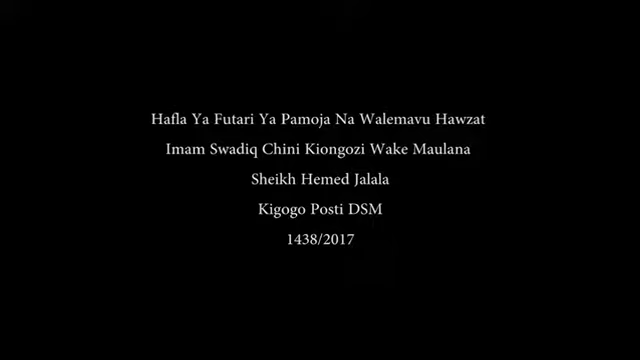 Hafla Ya Futari Ya Pamoja Na Walemavu Hawzat
Imam Swadiq Chini Kiongozi Wake Maulana
Sheikh Hemed Jalala
Kigogo Posti DSM
1438/2017